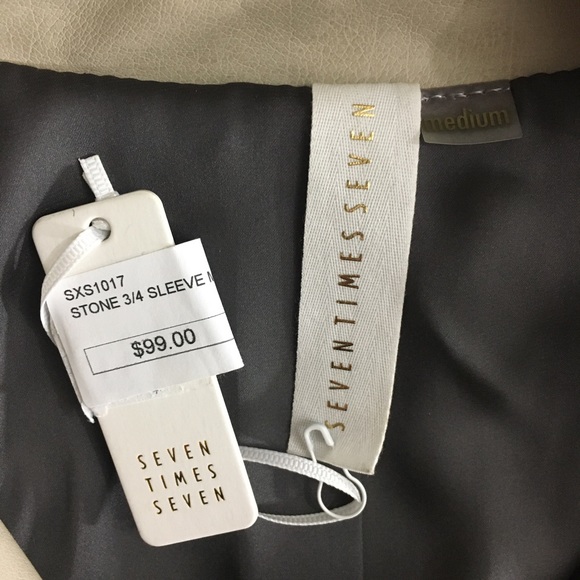 SEVENTIMESSEVEN
medium
SXS1017
STONE 3/4 SLEEVE
$99.00
SEVEN
TIMES
SEVEN